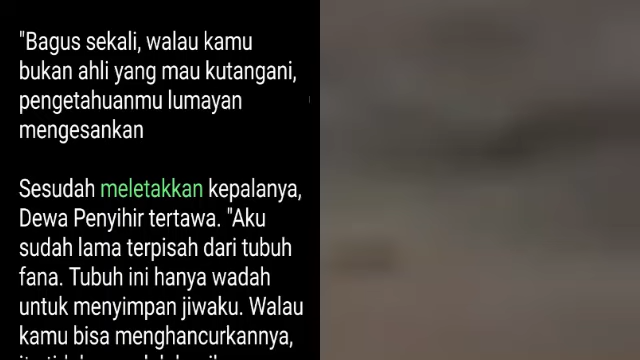 "Bagus sekali, walau kamu
bukan ahli yang mau kutangani,
pengetahuanmu lumayan
mengesankan
Sesudah meletakkan kepalanya,
Dewa Penyihir tertawa. "Aku
sudah lama terpisah dari tubuh
fana. Tubuh ini hanya wadah
untuk menyimpan jiwaku. Walau
kamu bisa menghancurkannya,